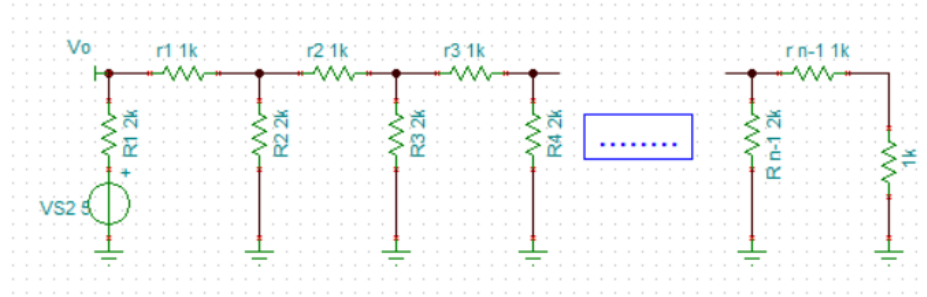 Vo
r1 1k
r2 1k
r3 1k
r n-1 1k
R1 2k
R2 2k
R3 2k
R4 2k
........
R n-1 2k
1k
+
VS2 5